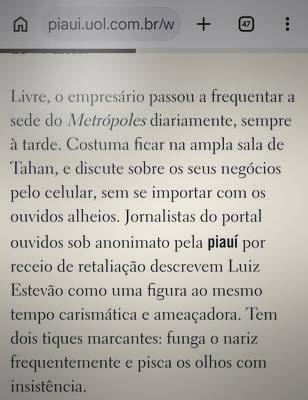 piauí.uol.com.br/w
47
Livre, o empresário passou a frequentar a
sede do Metrópoles diariamente, sempre
à tarde. Costuma ficar na ampla sala de
Tahan, e discute sobre os seus negócios
pelo celular, sem se importar com os
ouvidos alheios. Jornalistas do portal
ouvidos sob anonimato pela piauí por
receio de retaliação descrevem Luiz
Estevão como uma figura ao mesmo
tempo carismática e ameaçadora. Tem
dois tiques marcantes: funga o nariz
frequentemente e pisca os olhos com
insistência.